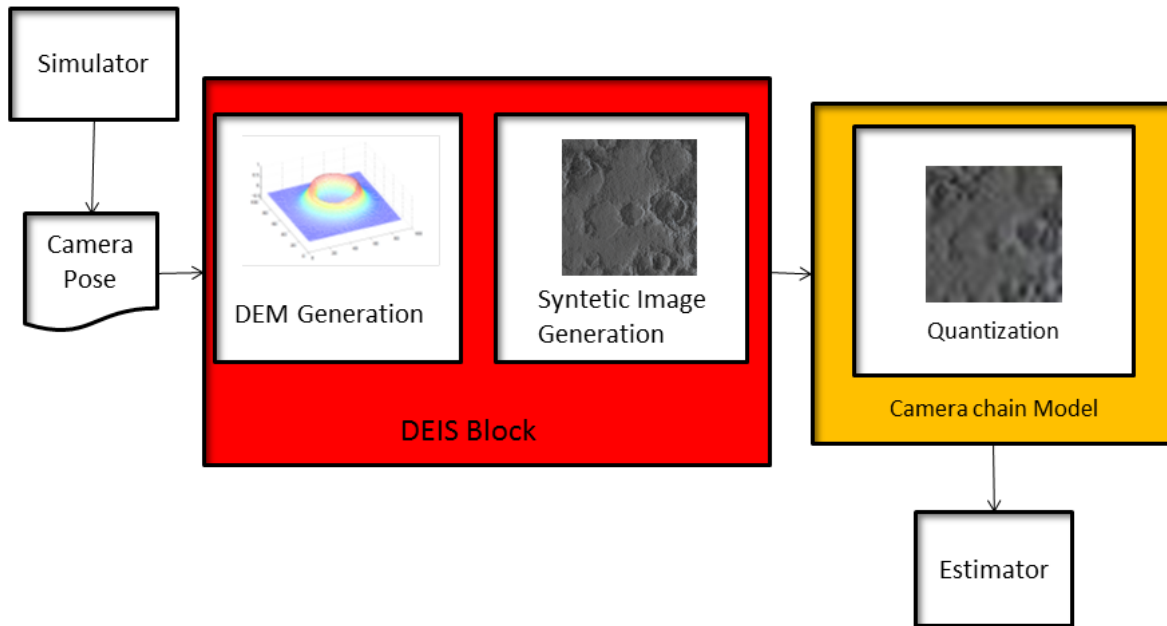 Simulator
Camera
Pose
DEM Generation
Syntetic Image
Generation
DEIS Block
Quantization
Camera chain Model
Estimator